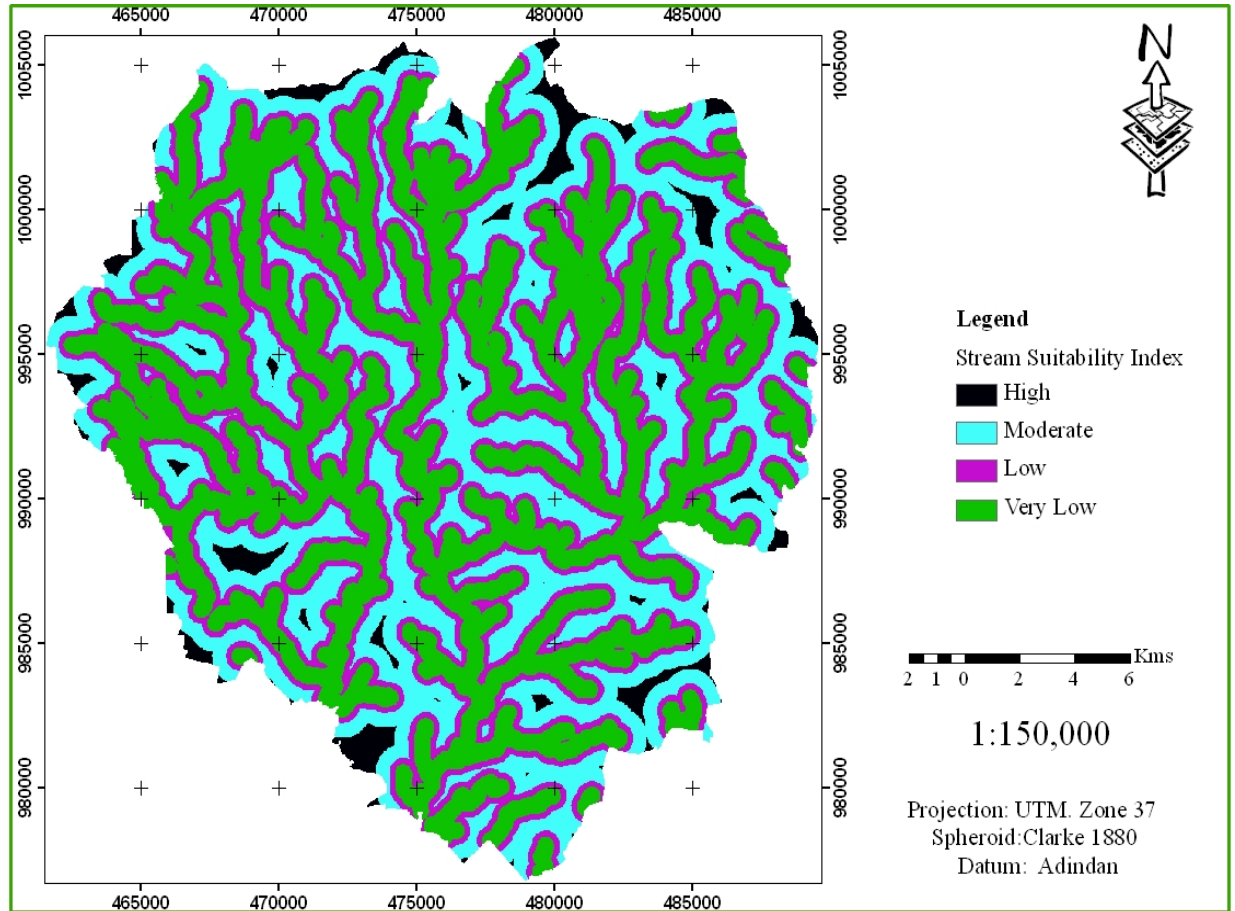 465000 470000 475000 480000 485000
1005000
1000000
995000
990000
985000
980000
1005000
1000000
995000
990000
985000
980000
465000 470000 475000 480000 485000
N
Legend
Stream Suitability Index
High
Moderate
Low
Very Low
Kms
2 1 0 2 4 6
1:150,000
Projection: UTM. Zone 37
Spheroid:Clarke 1880
Datum: Adindan